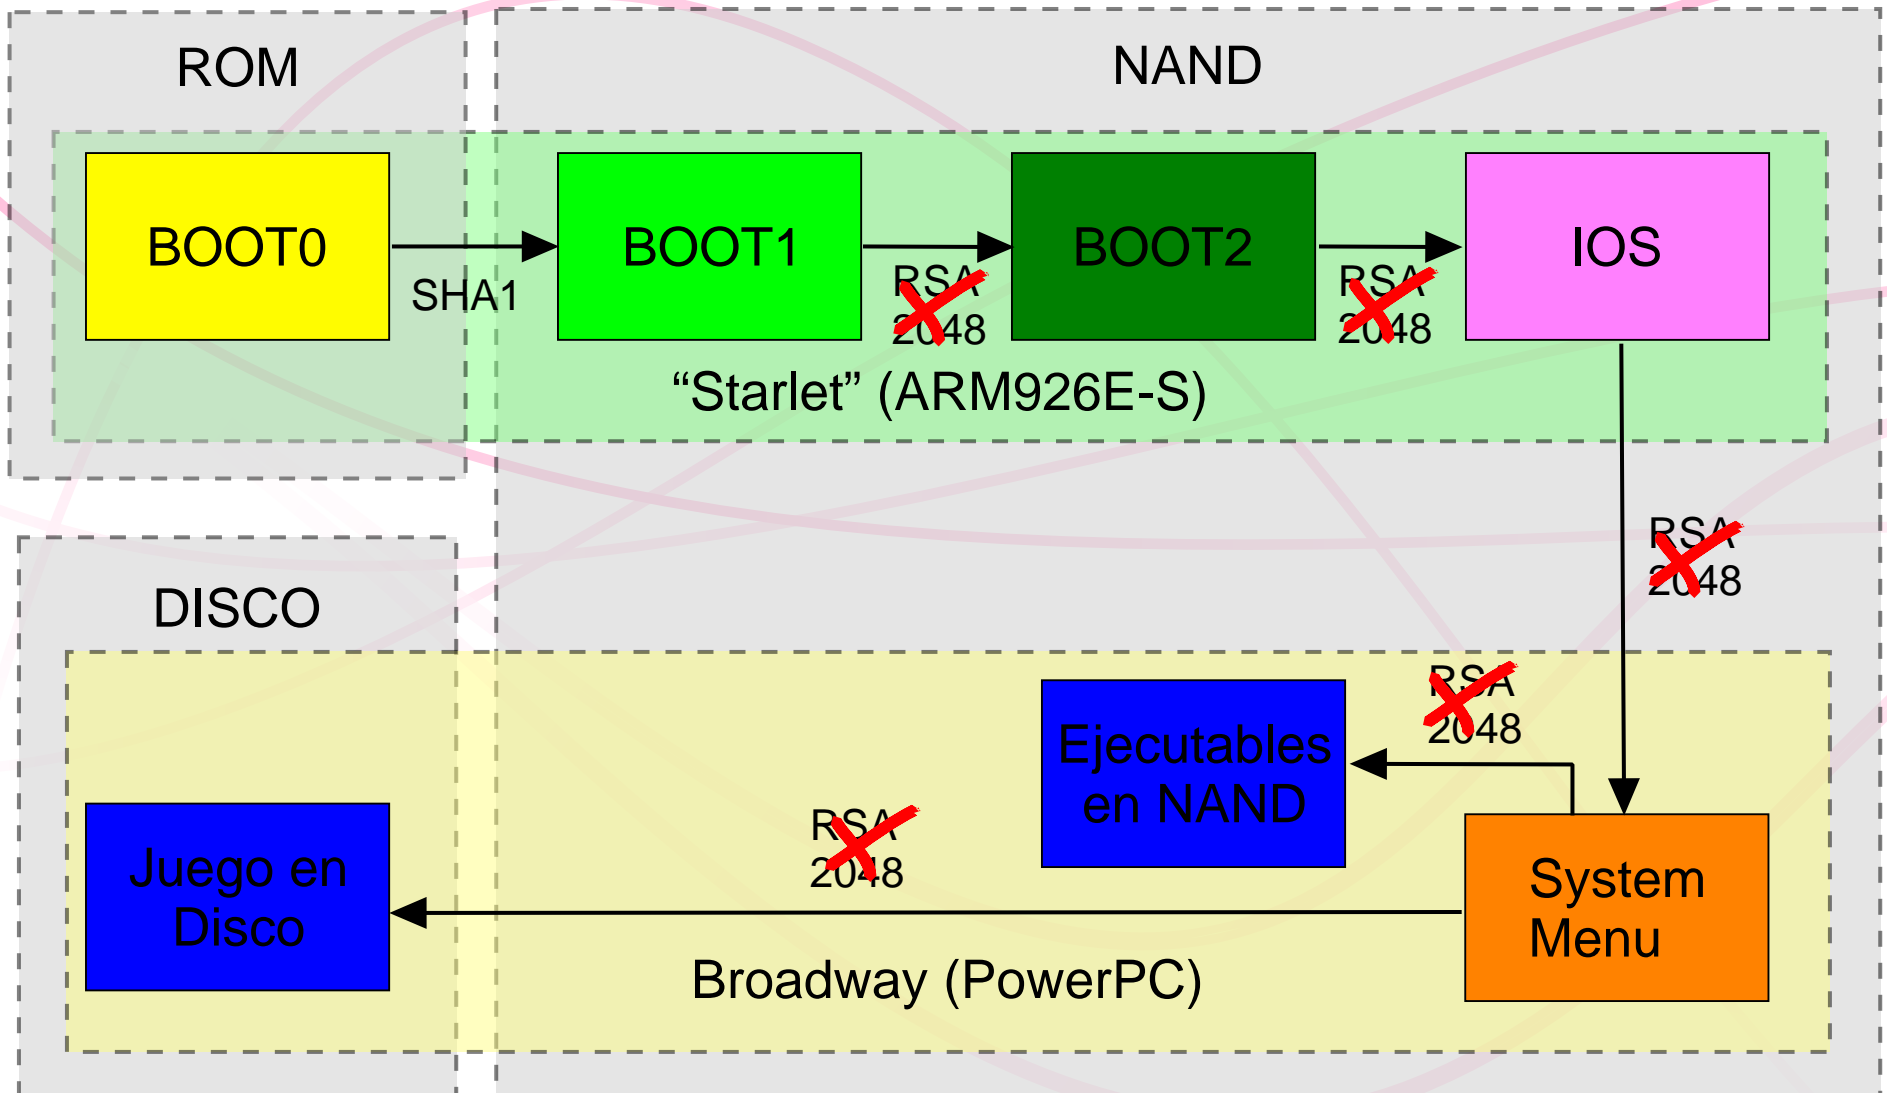 ROM
NAND
BOOT0
SHA1
BOOT1
RSA
2048
BOOT2
RSA
2048
IOS
“Starlet” (ARM926E-S)
RSA
2048
DISCO
RSA
2048
Ejecutables
en NAND
RSA
2048
Juego en
Disco
System
Menu
Broadway (PowerPC)